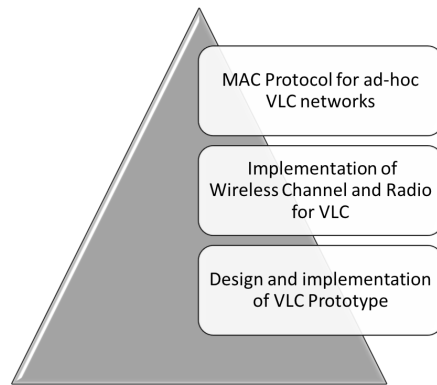 MAC Protocol for ad-hoc
VLC networks
Implementation of
Wireless Channel and Radio
for VLC
Design and implementation
of VLC Prototype